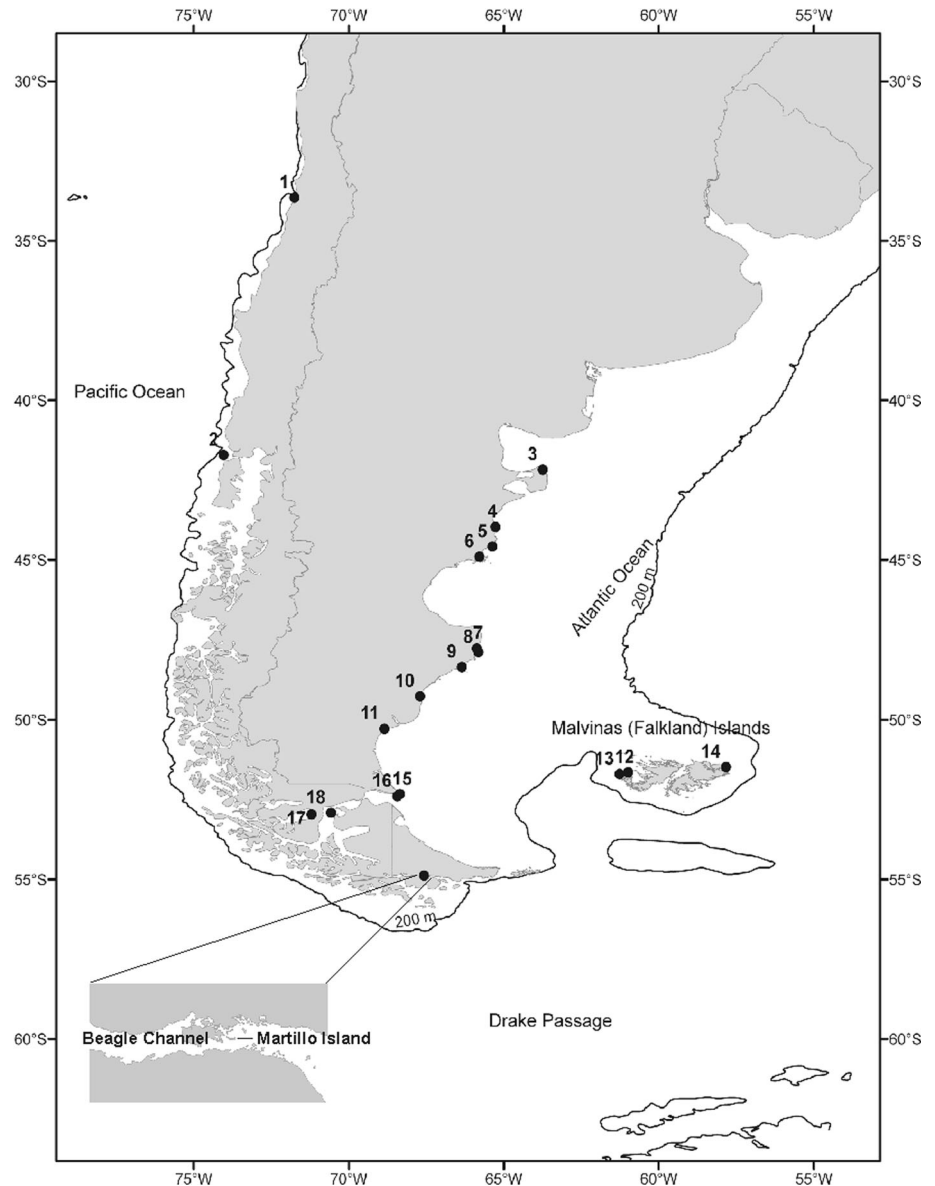 75°W 70°W 65°W 60°W 55°W
30°S 30°S
1
35°S 35°S
Pacific Ocean
40°S 40°S
2
3
4
5
6
45°S 45°S
Atlantic Ocean
200 m
8 7
9
10
11
50°S 50°S
Malvinas (Falkland) Islands
13 12 14
16 15
18
17
55°S 55°S
200 m
Drake Passage
Beagle Channel Martillo Island
60°S 60°S
75°W 70°W 65°W 60°W 55°W